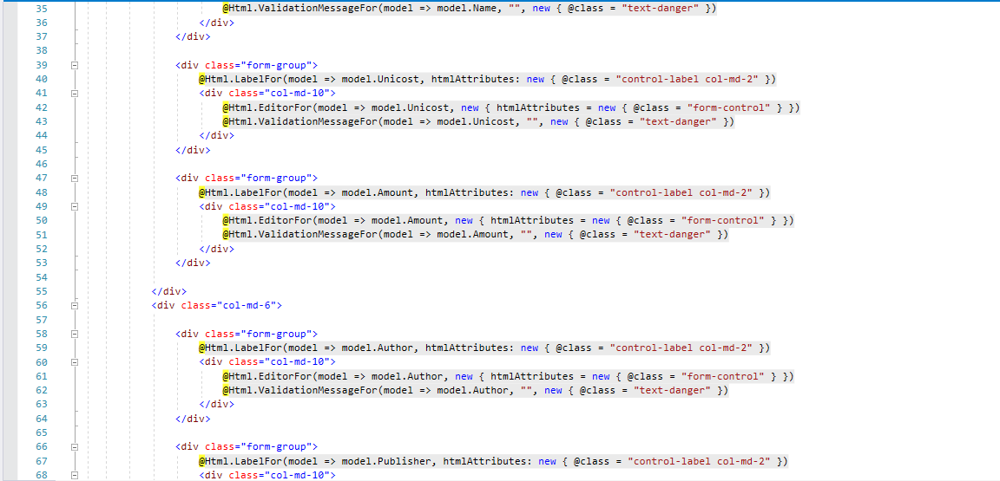 35 @Html.ValidationMessageFor(model => model.Name, "", new { @class = "text-danger" })
36 </div>
37 </div>
38
39 <div class="form-group">
40 @Html.LabelFor(model => model.Unicost, htmlAttributes: new { @class = "control-label col-md-2" })
41 <div class="col-md-10">
42 @Html.EditorFor(model => model.Unicost, new { htmlAttributes = new { @class = "form-control" } })
43 @Html.ValidationMessageFor(model => model.Unicost, "", new { @class = "text-danger" })
44 </div>
45 </div>
46
47 <div class="form-group">
48 @Html.LabelFor(model => model.Amount, htmlAttributes: new { @class = "control-label col-md-2" })
49 <div class="col-md-10">
50 @Html.EditorFor(model => model.Amount, new { htmlAttributes = new { @class = "form-control" } })
51 @Html.ValidationMessageFor(model => model.Amount, "", new { @class = "text-danger" })
52 </div>
53 </div>
54
55 </div>
56 <div class="col-md-6">
57
58 <div class="form-group">
59 @Html.LabelFor(model => model.Author, htmlAttributes: new { @class = "control-label col-md-2" })
60 <div class="col-md-10">
61 @Html.EditorFor(model => model.Author, new { htmlAttributes = new { @class = "form-control" } })
62 @Html.ValidationMessageFor(model => model.Author, "", new { @class = "text-danger" })
63 </div>
64 </div>
65
66 <div class="form-group">
67 @Html.LabelFor(model => model.Publisher, htmlAttributes: new { @class = "control-label col-md-2" })
68 <div class="col-md-10">